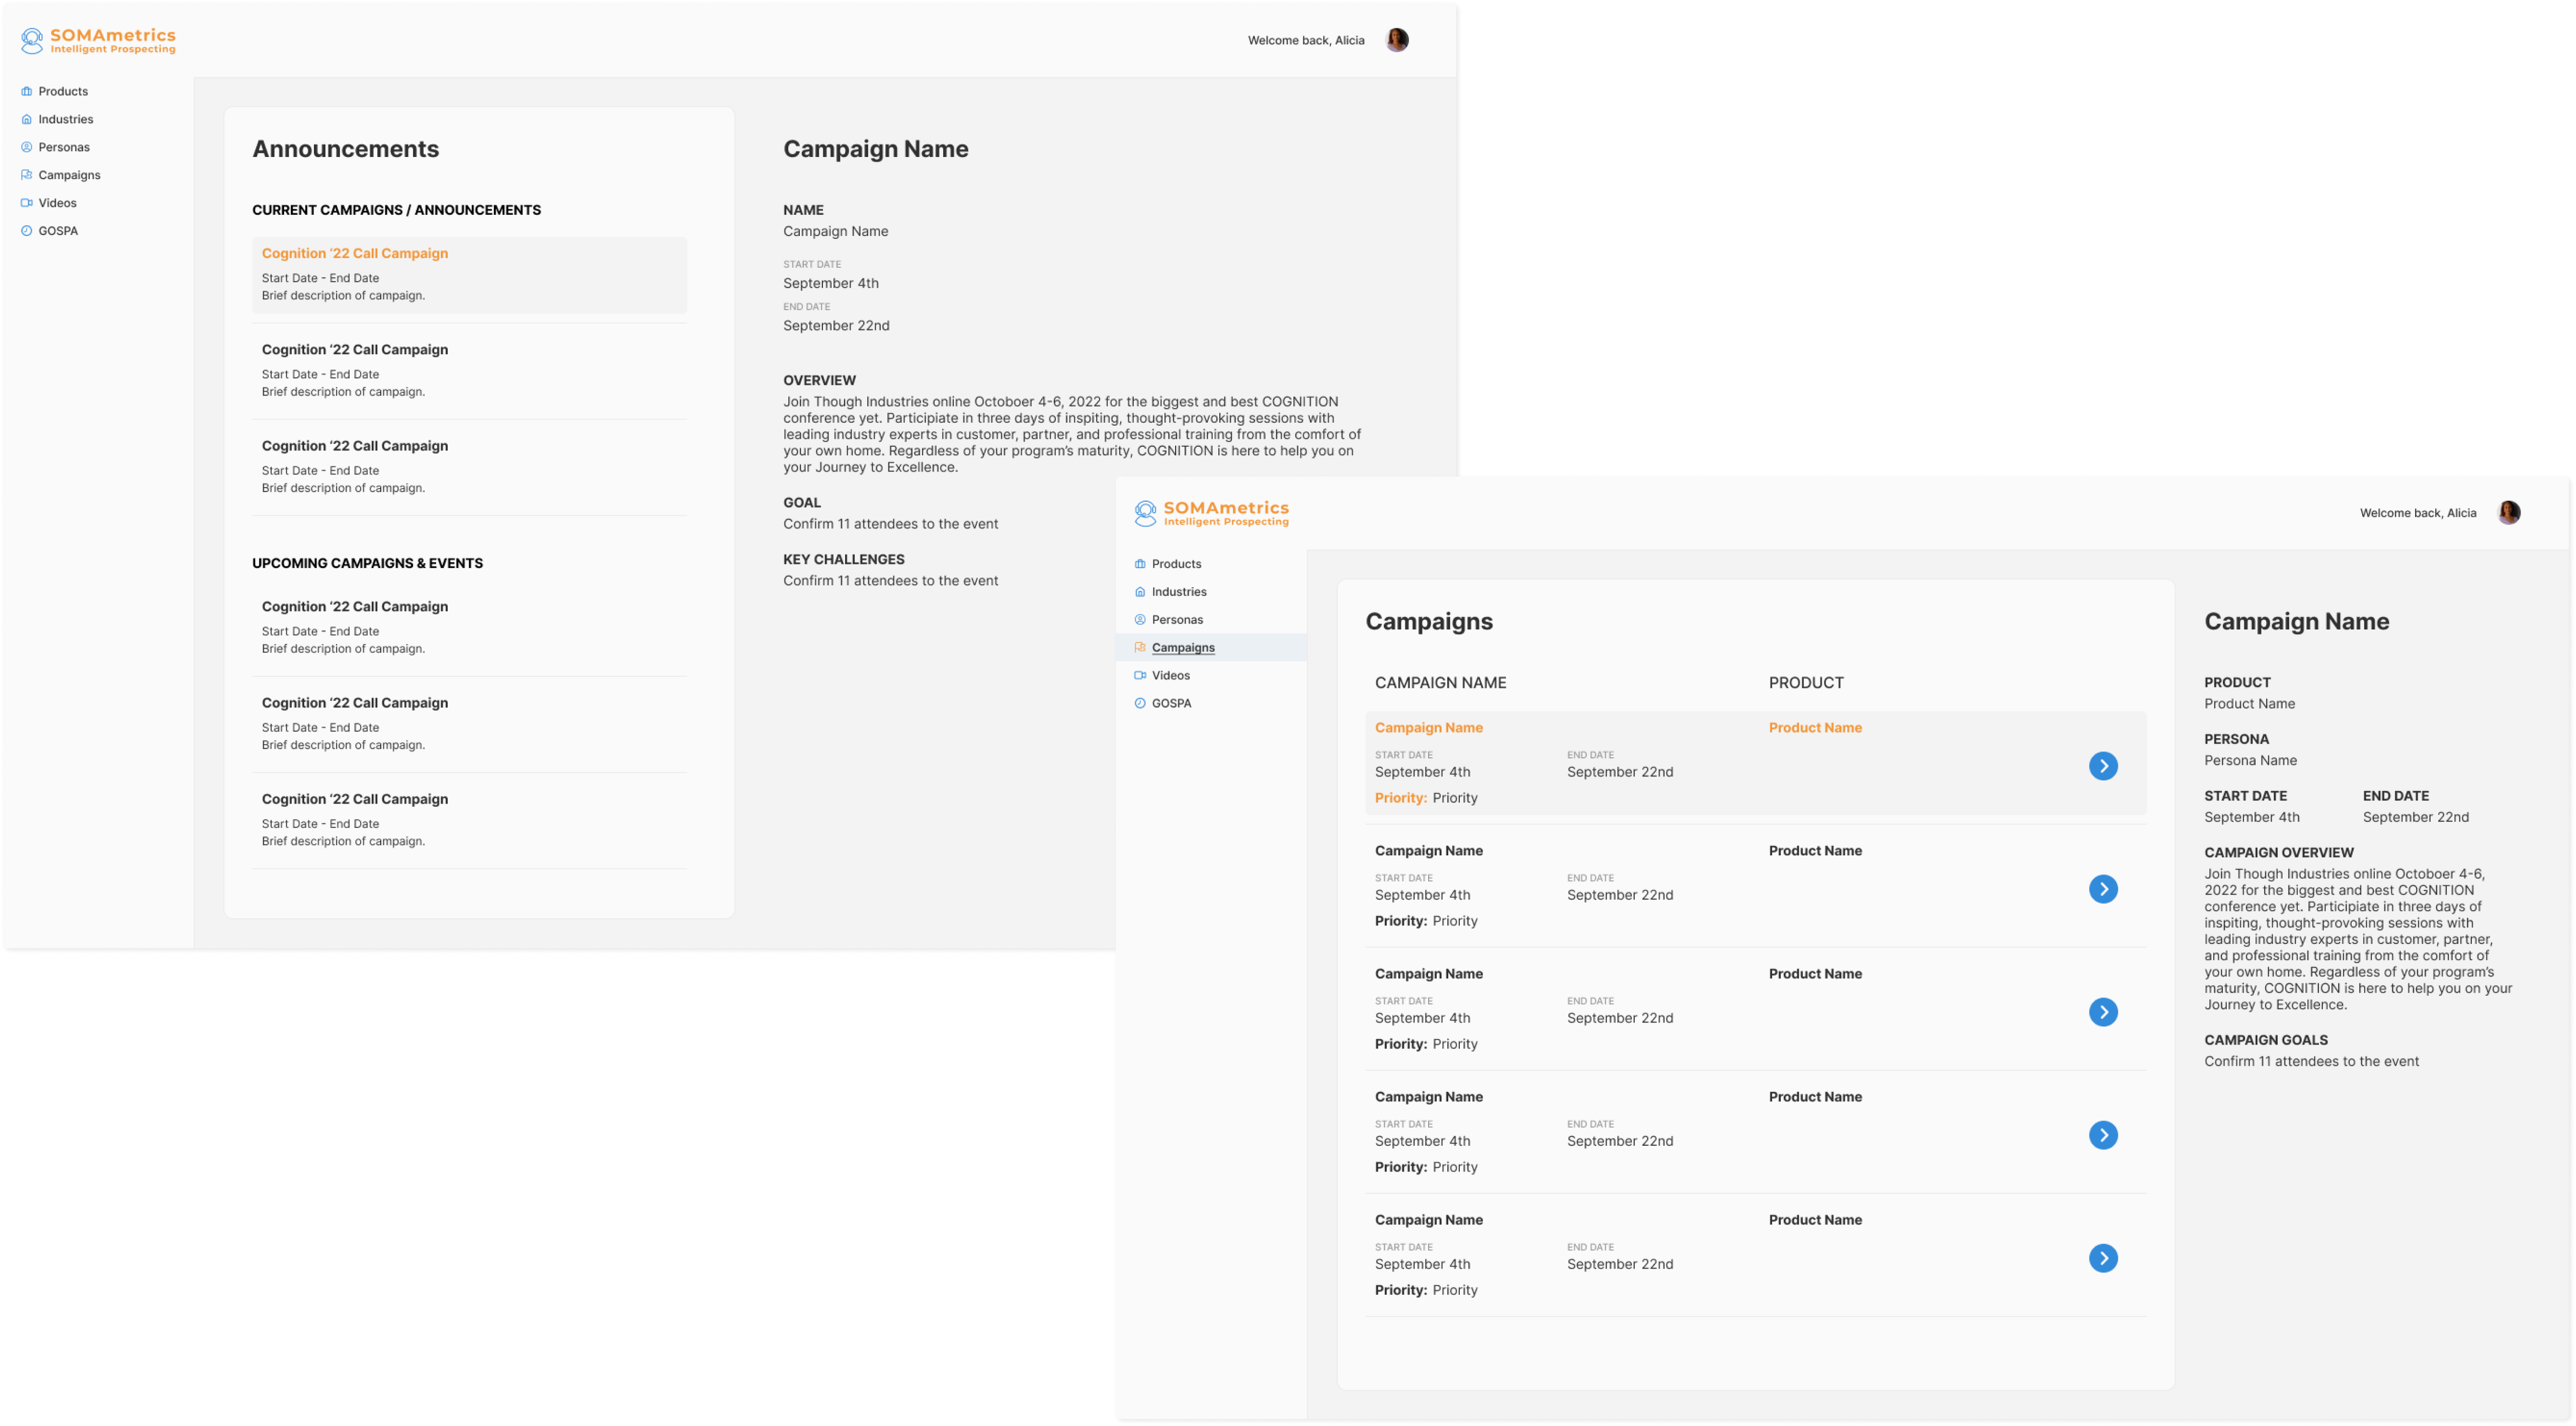 SOMAmetrics
Intelligent Prospecting
Welcome back, Alicia
Products
Industries
Personas
Campaigns
Videos
GOSPA
Announcements
CURRENT CAMPAIGNS / ANNOUNCEMENTS
Cognition ‘22 Call Campaign
Start Date - End Date
Brief description of campaign.
Cognition ‘22 Call Campaign
Start Date - End Date
Brief description of campaign.
Cognition ‘22 Call Campaign
Start Date - End Date
Brief description of campaign.
UPCOMING CAMPAIGNS & EVENTS
Cognition ‘22 Call Campaign
Start Date - End Date
Brief description of campaign.
Cognition ‘22 Call Campaign
Start Date - End Date
Brief description of campaign.
Cognition ‘22 Call Campaign
Start Date - End Date
Brief description of campaign.
Campaign Name
NAME
Campaign Name
START DATE
September 4th
END DATE
September 22nd
OVERVIEW
Join Though Industries online Octoboer 4-6, 2022 for the biggest and best COGNITION
conference yet. Participiate in three days of inspiting, thought-provoking sessions with
leading industry experts in customer, partner, and professional training from the comfort of
your own home. Regardless of your program’s maturity, COGNITION is here to help you on
your Journey to Excellence.
GOAL
Confirm 11 attendees to the event
KEY CHALLENGES
Confirm 11 attendees to the event
SOMAmetrics
Intelligent Prospecting
Welcome back, Alicia
Products
Industries
Personas
Campaigns
Videos
GOSPA
Campaigns
CAMPAIGN NAME PRODUCT
Campaign Name Product Name
START DATE END DATE
September 4th September 22nd
Priority: Priority
Campaign Name Product Name
START DATE END DATE
September 4th September 22nd
Priority: Priority
Campaign Name Product Name
START DATE END DATE
September 4th September 22nd
Priority: Priority
Campaign Name Product Name
START DATE END DATE
September 4th September 22nd
Priority: Priority
Campaign Name Product Name
START DATE END DATE
September 4th September 22nd
Priority: Priority
Campaign Name
PRODUCT
Product Name
PERSONA
Persona Name
START DATE END DATE
September 4th September 22nd
CAMPAIGN OVERVIEW
Join Though Industries online Octoboer 4-6,
2022 for the biggest and best COGNITION
conference yet. Participiate in three days of
inspiting, thought-provoking sessions with
leading industry experts in customer, partner,
and professional training from the comfort of
your own home. Regardless of your program’s
maturity, COGNITION is here to help you on your
Journey to Excellence.
CAMPAIGN GOALS
Confirm 11 attendees to the event